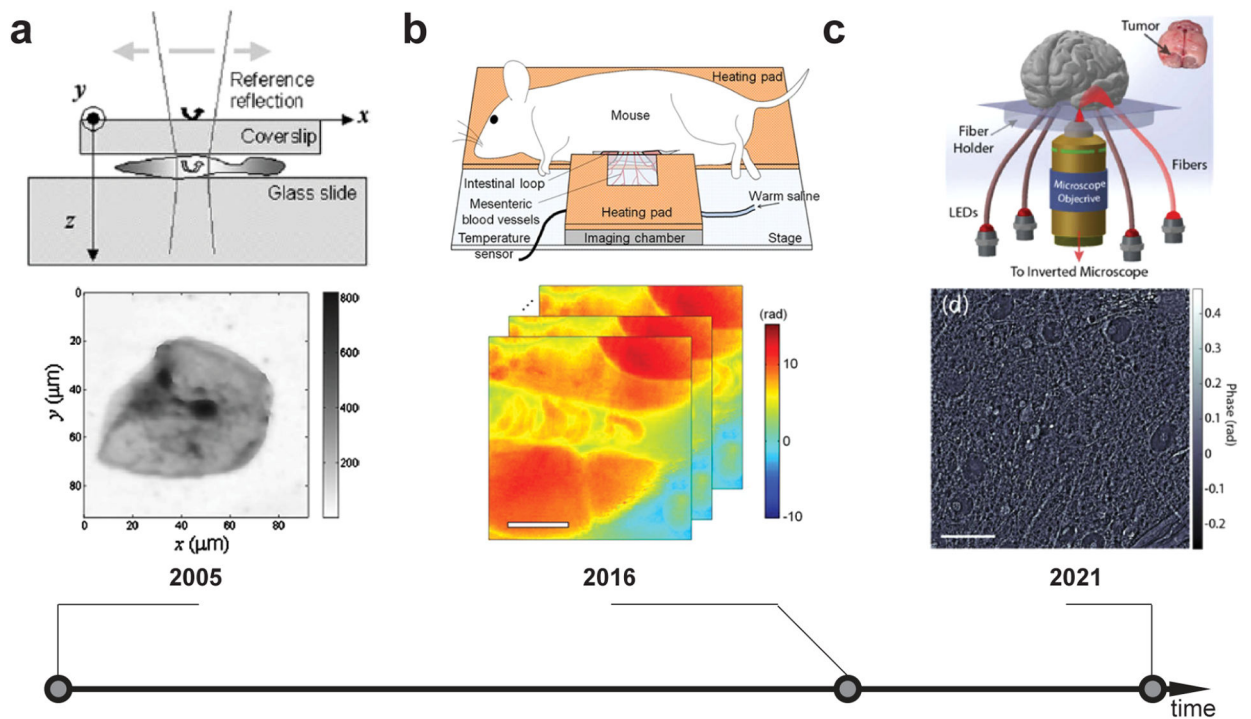 a
y
x
z
Reference
reflection
Coverslip
Glass slide
0
20
40
60
80
y (μm)
0
20
40
60
80
x (μm)
800
600
400
200
2005
b
Heating pad
Mouse
Intestinal loop
Mesenteric
blood vessels
Temperature
sensor
Heating pad
Imaging chamber
Warm saline
Stage
(rad)
10
0
-10
2016
c
Tumor
Fiber
Holder
Fibers
Microscope
Objecrive
LEDs
To Inverted Microscope
(d)
0.4
0.3
0.2
0.1
0
-0.1
-0.2
Phase (rad)
2021
time